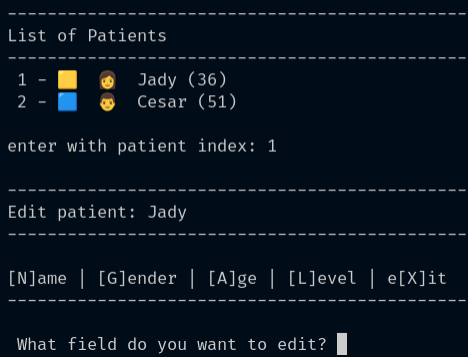 ----------------------------------------------
List of Patients
----------------------------------------------
1 - 🟨 👩 Jady (36)
2 - 🟦 👨 Cesar (51)
enter with patient index: 1
----------------------------------------------
Edit patient: Jady
----------------------------------------------
[N]ame | [G]ender | [A]ge | [L]evel | e[X]it
----------------------------------------------
What field do you want to edit?